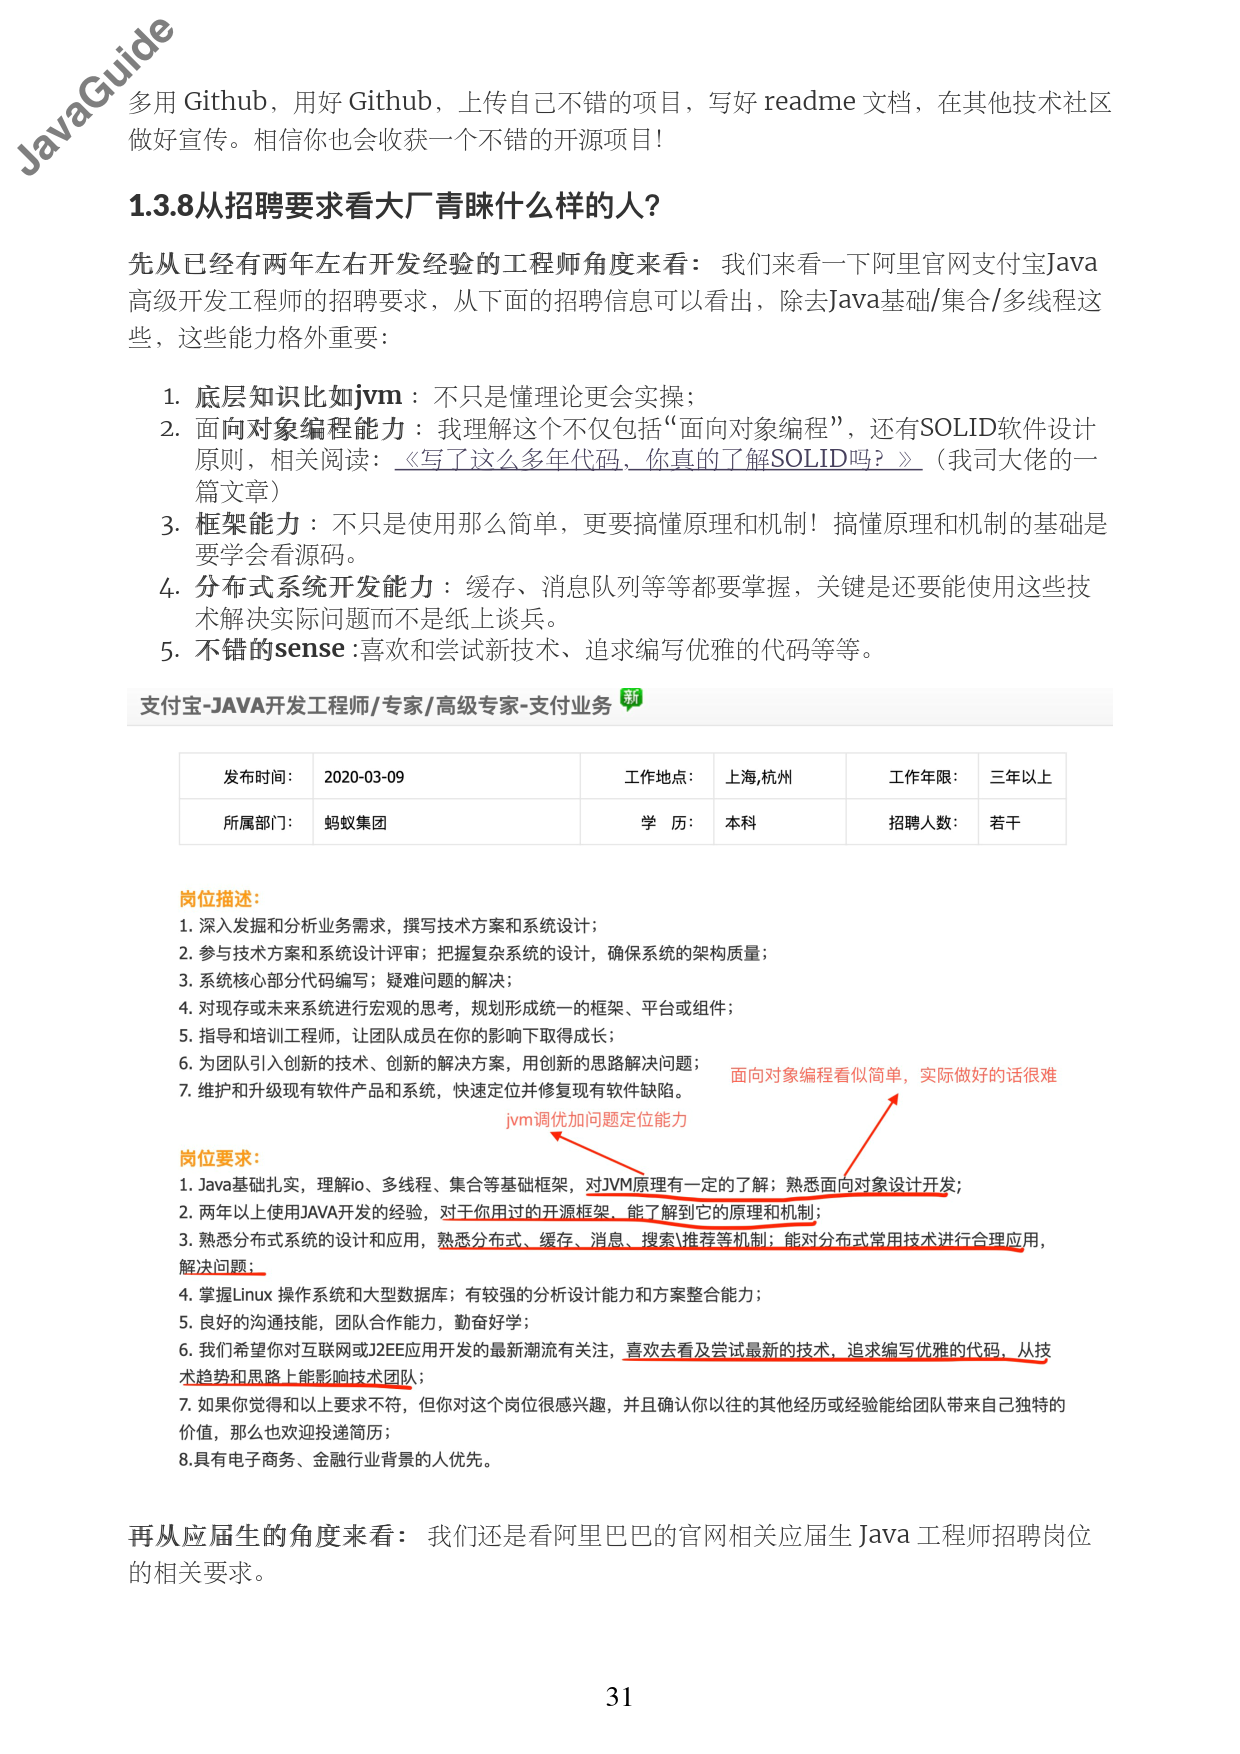 JavaGuide
多用 Github，用好 Github，上传自己不错的项目，写好 readme 文档，在其他技术社区
做好宣传。相信你也会收获一个不错的开源项目！
1.3.8从招聘要求看大厂青睐什么样的人？
先从已经有两年左右开发经验的工程师角度来看： 我们来看一下阿里官网支付宝Java
高级开发工程师的招聘要求，从下面的招聘信息可以看出，除去Java基础/集合/多线程这
些，这些能力格外重要：
1. 底层知识比如jvm ：不只是懂理论更会实操；
2. 面向对象编程能力 ：我理解这个不仅包括“面向对象编程”，还有SOLID软件设计
原则，相关阅读：《写了这么多年代码，你真的了解SOLID吗？》（我司大佬的一
篇文章）
3. 框架能力 ：不只是使用那么简单，更要搞懂原理和机制！搞懂原理和机制的基础是
要学会看源码。
4. 分布式系统开发能力 ：缓存、消息队列等等都要掌握，关键是还要能使用这些技
术解决实际问题而不是纸上谈兵。
5. 不错的sense :喜欢和尝试新技术、追求编写优雅的代码等等。
支付宝-JAVA开发工程师/专家/高级专家-支付业务 新
发布时间： 2020-03-09 工作地点： 上海,杭州 工作年限： 三年以上
所属部门： 蚂蚁集团 学 历： 本科 招聘人数： 若干
岗位描述：
1. 深入发掘和分析业务需求，撰写技术方案和系统设计；
2. 参与技术方案和系统设计评审；把握复杂系统的设计，确保系统的架构质量；
3. 系统核心部分代码编写；疑难问题的解决；
4. 对现存或未来系统进行宏观的思考，规划形成统一的框架、平台或组件；
5. 指导和培训工程师，让团队成员在你的影响下取得成长；
6. 为团队引入创新的技术、创新的解决方案，用创新的思路解决问题；
面向对象编程看似简单，实际做好的话很难
7. 维护和升级现有软件产品和系统，快速定位并修复现有软件缺陷。
jvm调优加问题定位能力
岗位要求：
1. Java基础扎实，理解io、多线程、集合等基础框架，对JVM原理有一定的了解；熟悉面向对象设计开发；
2. 两年以上使用JAVA开发的经验，对于你用过的开源框架，能了解到它的原理和机制；
3. 熟悉分布式系统的设计和应用，熟悉分布式、缓存、消息、搜索\推荐等机制；能对分布式常用技术进行合理应用，
解决问题；
4. 掌握Linux 操作系统和大型数据库；有较强的分析设计能力和方案整合能力；
5. 良好的沟通技能，团队合作能力，勤奋好学；
6. 我们希望你对互联网或J2EE应用开发的最新潮流有关注，喜欢去看及尝试最新的技术，追求编写优雅的代码，从技
术趋势和思路上能影响技术团队；
7. 如果你觉得和以上要求不符，但你对这个岗位很感兴趣，并且确认你以往的其他经历或经验能给团队带来自己独特的
价值，那么也欢迎投递简历；
8.具有电子商务、金融行业背景的人优先。
再从应届生的角度来看： 我们还是看阿里巴巴的官网相关应届生 Java 工程师招聘岗位
的相关要求。
31